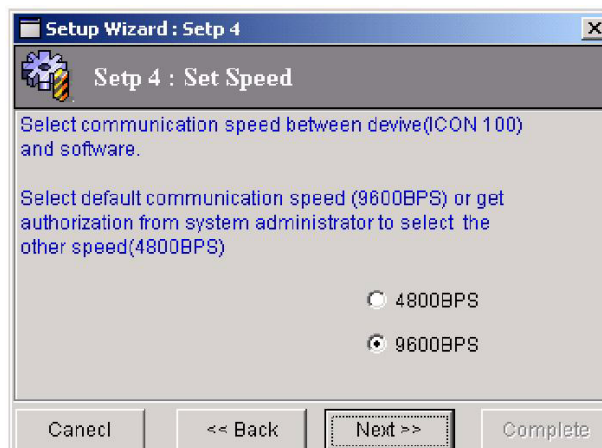 Setup Wizard : Setp 4
Setp 4 : Set Speed
Select communication speed between devive(ICON 100)
and software.
Select default communication speed (9600BPS) or get
authorization from system administrator to select the
other speed(4800BPS)
4800BPS
9600BPS
Canecl
<< Back
Next >>
Complete